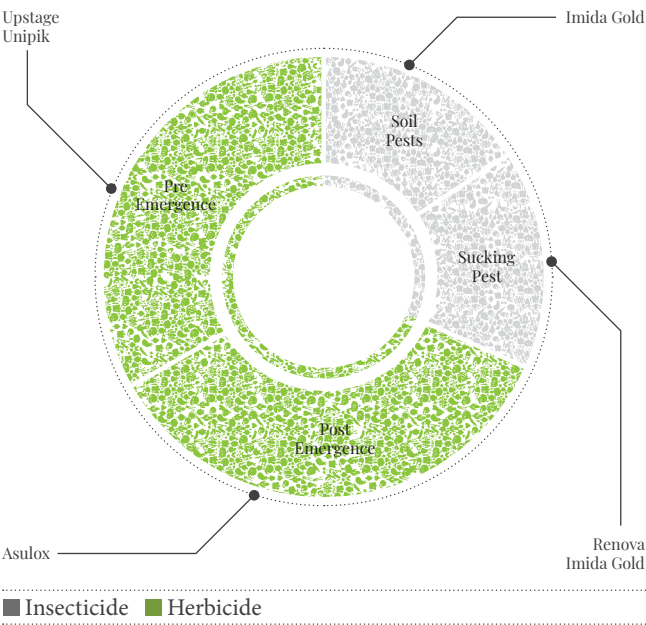 Upstage
Unipik
Imida Gold
Soil
Pests
Pre
Emergence
Sucking
Pest
Post
Emergence
Asulox
Renova
Imida Gold
Insecticide Herbicide